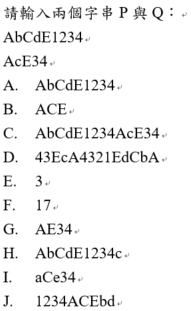 請輸入兩個字串 P 與 Q：
AbCdE1234
AcE34
A. AbCdE1234
B. ACE
C. AbCdE1234AcE34
D. 43EcA4321EdCbA
E. 3
F. 17
G. AE34
H. AbCdE1234c
I. aCe34
J. 1234ACEbd